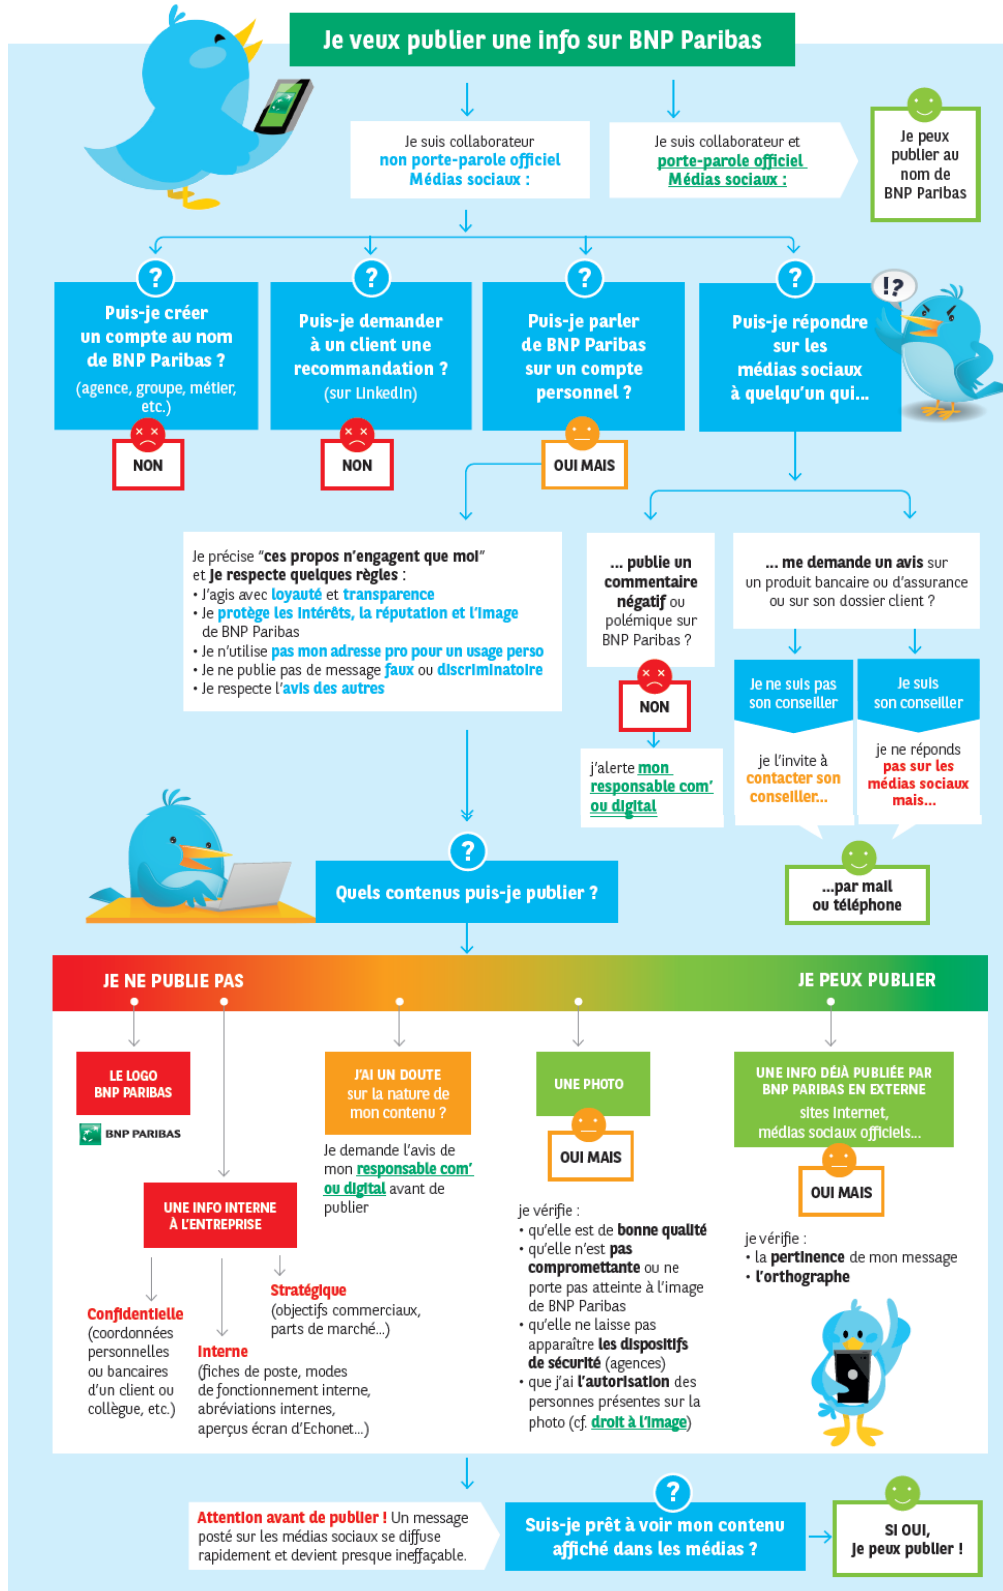 Je veux publier une info sur BNP Paribas
Je suis collaborateur
non porte-parole officiel
Médias sociaux :
Je suis collaborateur et
porte-parole officiel
Médias sociaux :
Je peux
publier au
nom de
BNP Paribas
?
Puis-je créer
un compte au nom
de BNP Paribas ?
(agence, groupe, métier,
etc.)
NON
?
Puis-je demander
à un client une
recommandation ?
(sur LinkedIn)
NON
?
Puis-je parler
de BNP Paribas
sur un compte
personnel ?
OUI MAIS
?
Puis-je répondre
sur les
médias sociaux
à quelqu'un qui...
!?
Je précise "ces propos n'engagent que moi"
et je respecte quelques règles :
• J'agis avec loyauté et transparence
• Je protège les intérêts, la réputation et l'image
de BNP Paribas
• Je n'utilise pas mon adresse pro pour un usage perso
• Je ne publie pas de message faux ou discriminatoire
• Je respecte l'avis des autres
... publie un
commentaire
négatif ou
polémique sur
BNP Paribas ?
NON
j'alerte mon
responsable com'
ou digital
... me demande un avis sur
un produit bancaire ou d'assurance
ou sur son dossier client ?
Je ne suis pas
son conseiller
je l'invite à
contacter son
conseiller...
Je suis
son conseiller
je ne réponds
pas sur les
médias sociaux
mais...
...par mail
ou téléphone
?
Quels contenus puis-je publier ?
JE NE PUBLIE PAS
JE PEUX PUBLIER
LE LOGO
BNP PARIBAS
BNP PARIBAS
UNE INFO INTERNE
À L'ENTREPRISE
Confidentielle
(coordonnées
personnelles
ou bancaires
d'un client ou
collègue, etc.)
Interne
(fiches de poste, modes
de fonctionnement interne,
abréviations internes,
aperçus écran d'Echonet...)
Stratégique
(objectifs commerciaux,
parts de marché...)
J'AI UN DOUTE
sur la nature de
mon contenu ?
Je demande l'avis de
mon responsable com'
ou digital avant de
publier
UNE PHOTO
OUI MAIS
je vérifie :
• qu'elle est de bonne qualité
• qu'elle n'est pas
compromettante ou ne
porte pas atteinte à l'image
de BNP Paribas
• qu'elle ne laisse pas
apparaître les dispositifs
de sécurité (agences)
• que j'ai l'autorisation des
personnes présentes sur la
photo (cf. droit à l'image)
UNE INFO DÉJÀ PUBLIÉE PAR
BNP PARIBAS EN EXTERNE
sites Internet,
médias sociaux officiels...
OUI MAIS
je vérifie :
• la pertinence de mon message
• l'orthographe
Attention avant de publier ! Un message
posté sur les médias sociaux se diffuse
rapidement et devient presque ineffaçable.
?
Suis-je prêt à voir mon contenu
affiché dans les médias ?
SI OUI,
je peux publier !